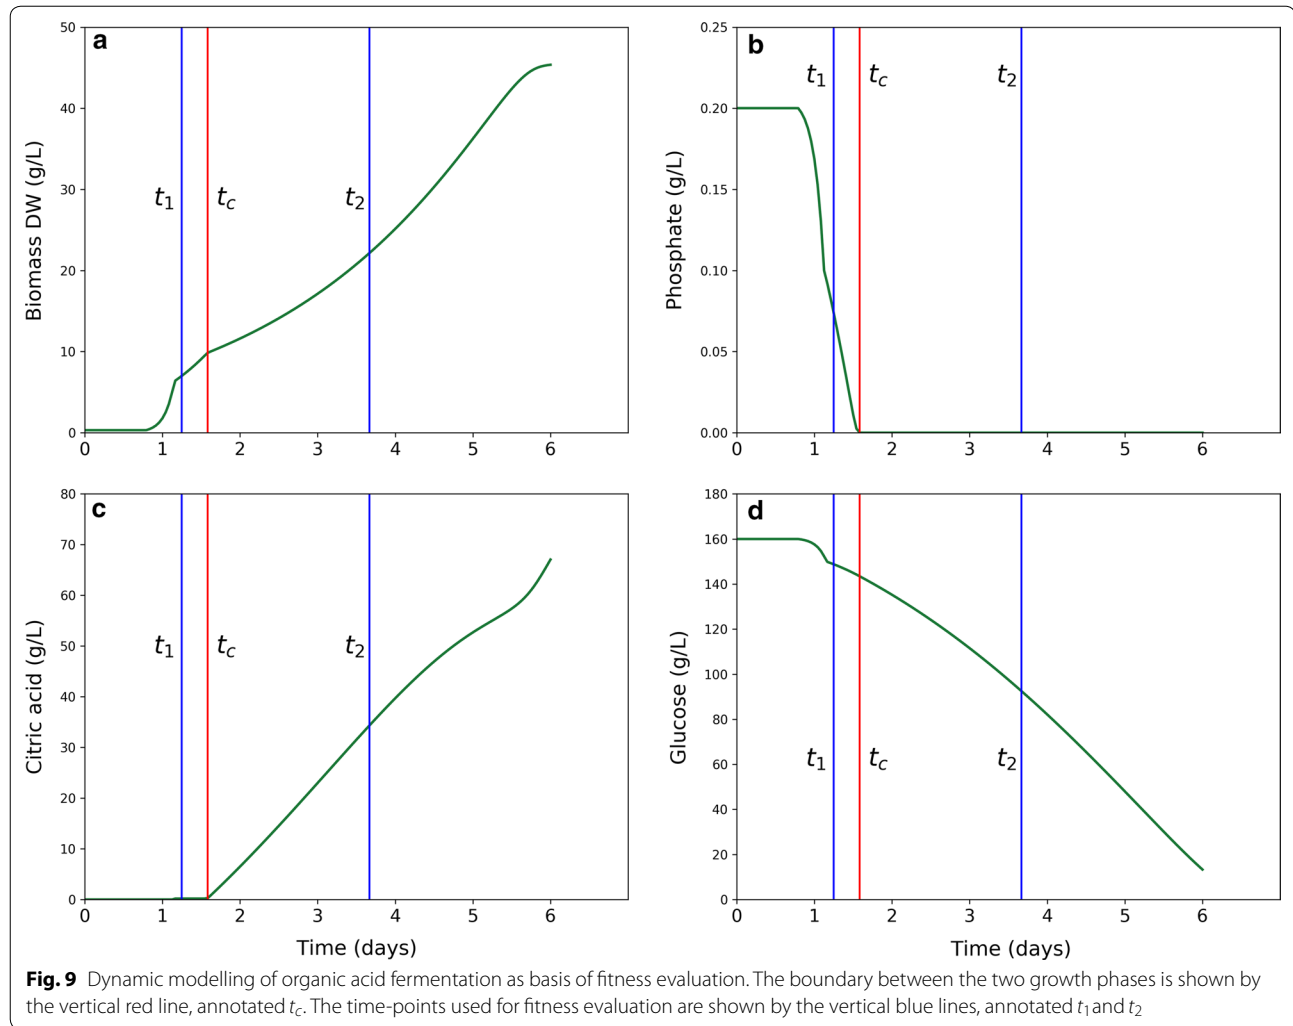 a
50
40
30
20
10
0
Biomass DW (g/L)
t1
tc
t2
0 1 2 3 4 5 6
b
0.25
0.20
0.15
0.10
0.05
0.00
Phosphate (g/L)
t1
tc
t2
0 1 2 3 4 5 6
c
80
70
60
50
40
30
20
10
0
Citric acid (g/L)
t1
tc
t2
0 1 2 3 4 5 6
Time (days)
d
180
160
140
120
100
80
60
40
20
0
Glucose (g/L)
t1
tc
t2
0 1 2 3 4 5 6
Time (days)
Fig. 9 Dynamic modelling of organic acid fermentation as basis of fitness evaluation. The boundary between the two growth phases is shown by
the vertical red line, annotated tc. The time-points used for fitness evaluation are shown by the vertical blue lines, annotated t1and t2